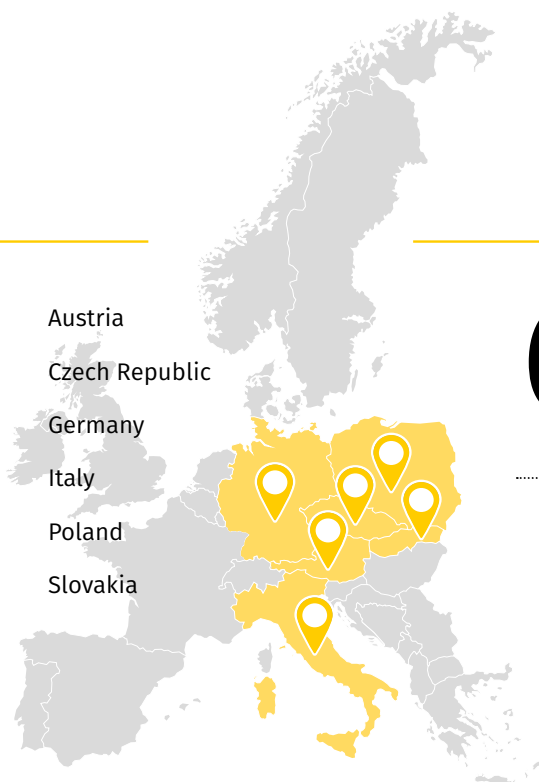 Austria
Czech Republic
Germany
Italy
Poland
Slovakia